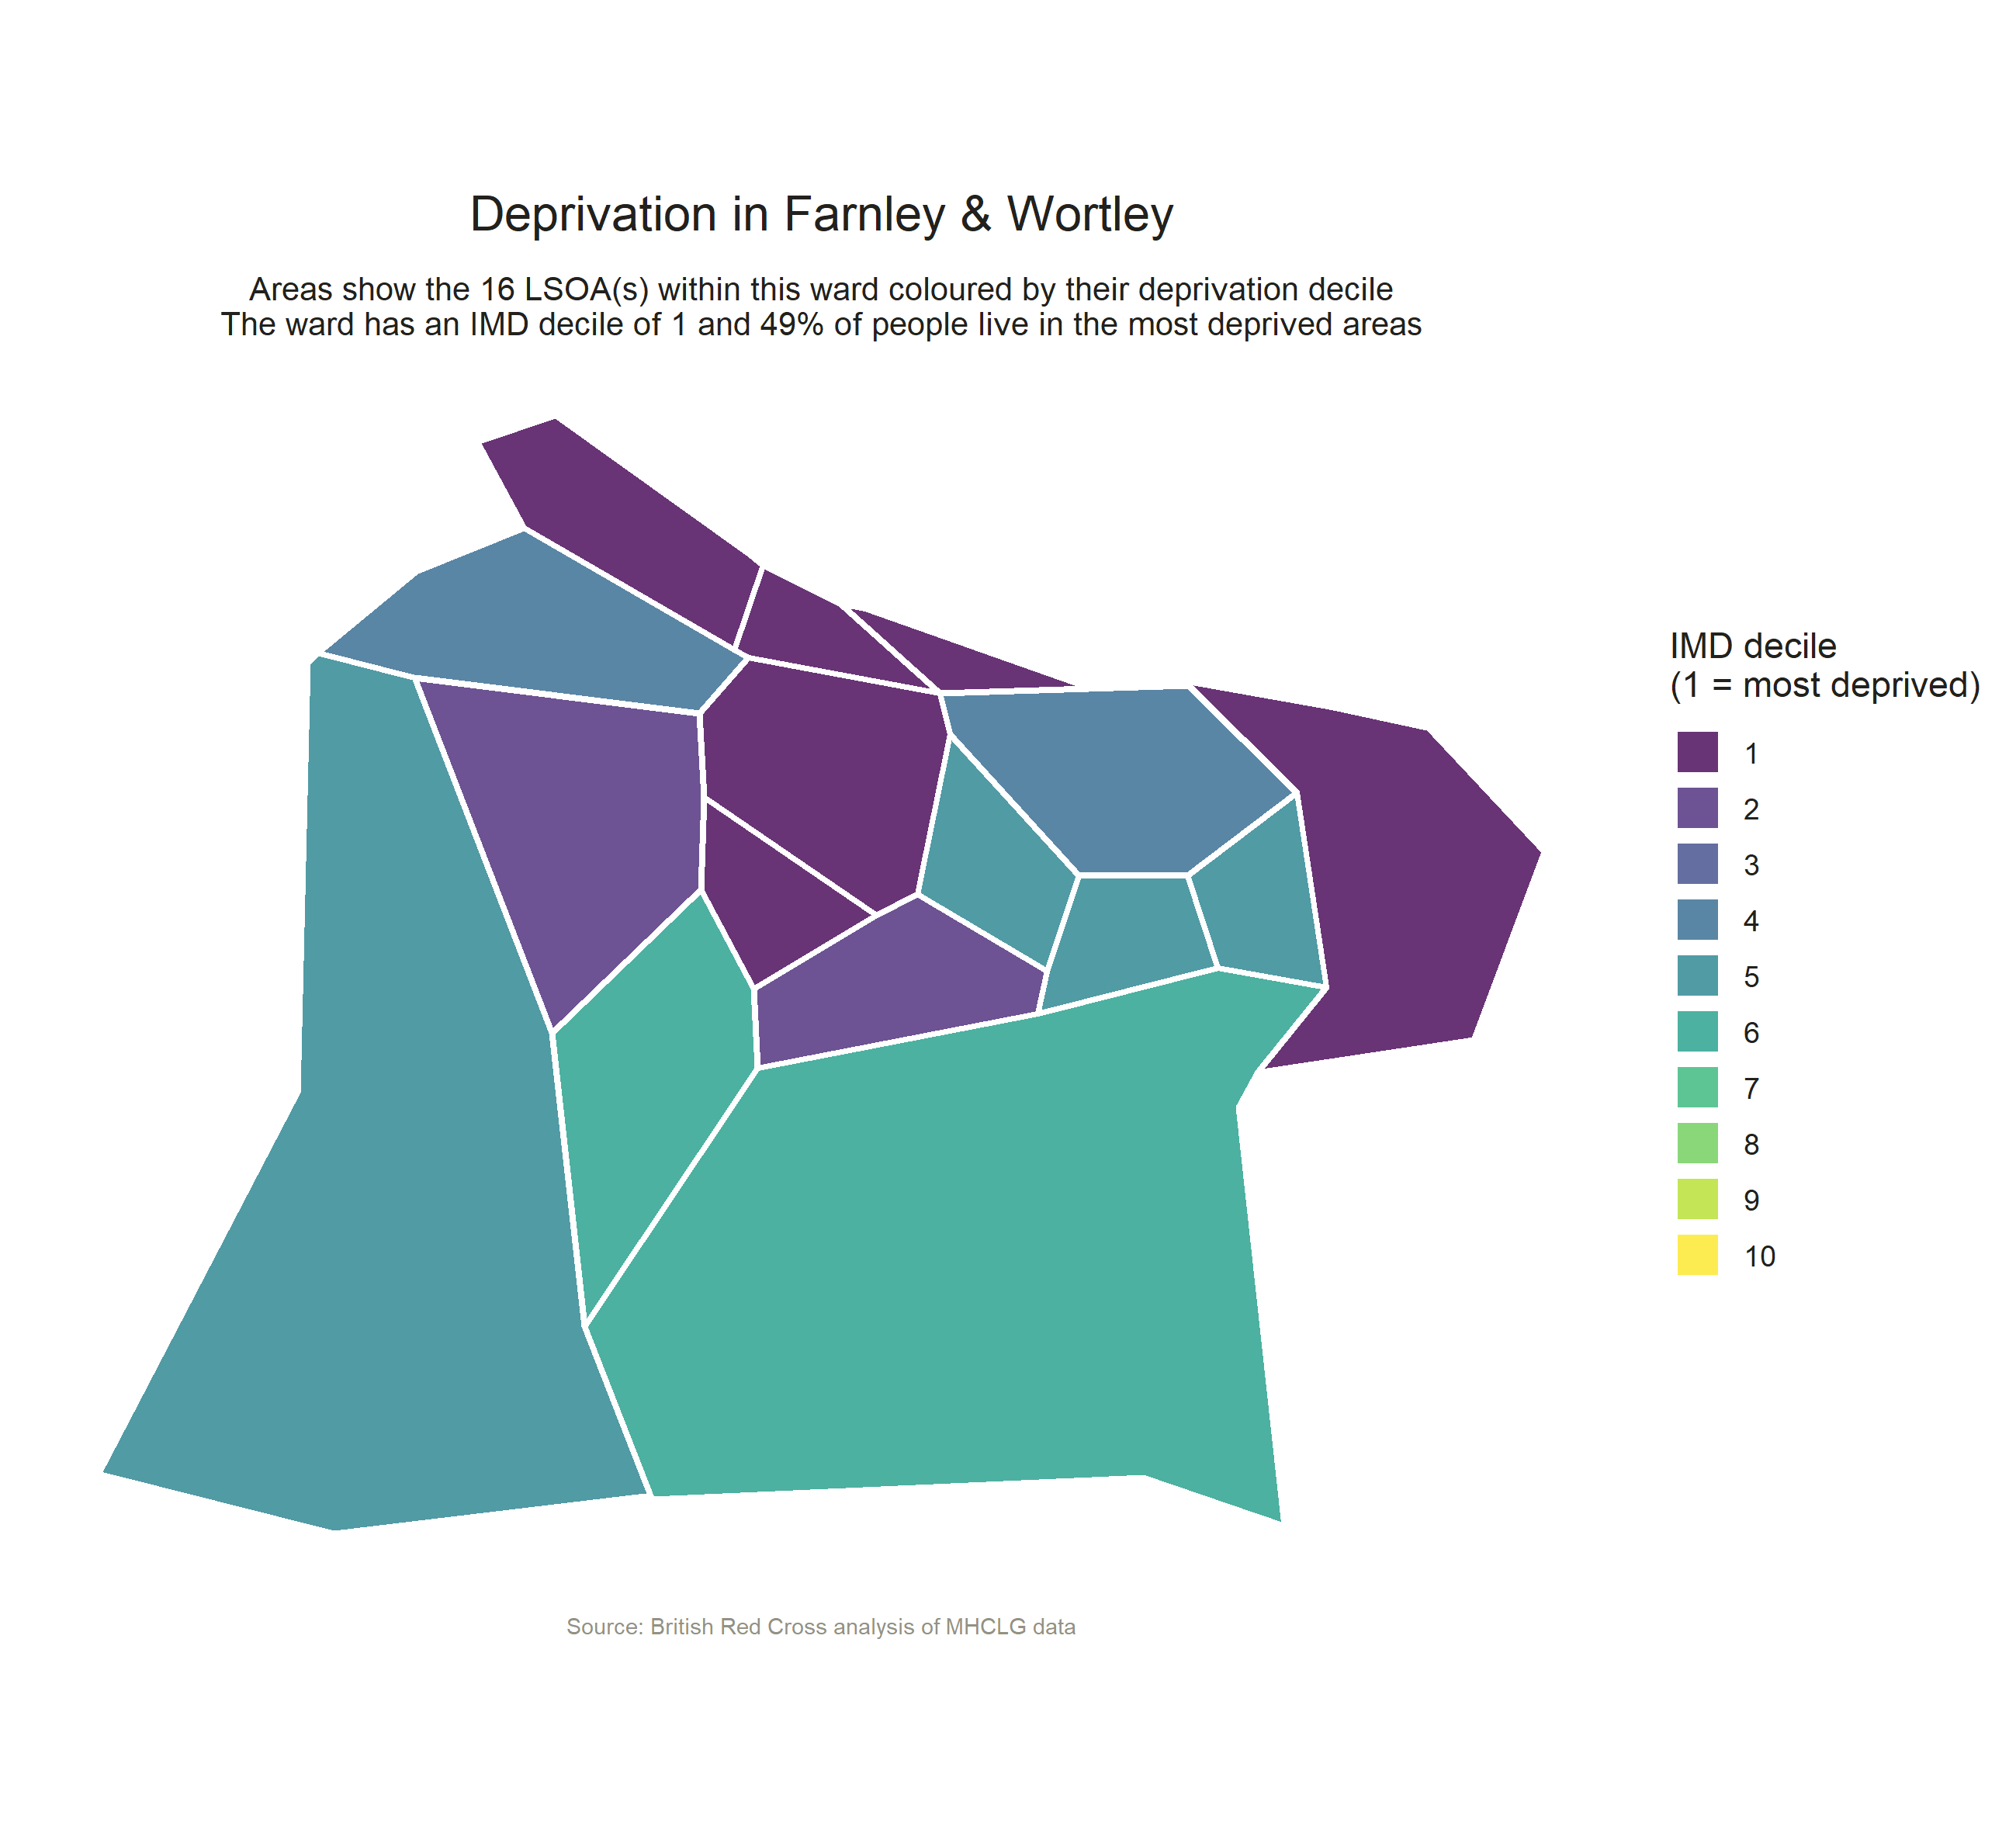 Deprivation in Farnley & Wortley
Areas show the 16 LSOA(s) within this ward coloured by their deprivation decile
The ward has an IMD decile of 1 and 49% of people live in the most deprived areas
IMD decile
(1 = most deprived)
1
2
3
4
5
6
7
8
9
10
Source: British Red Cross analysis of MHCLG data